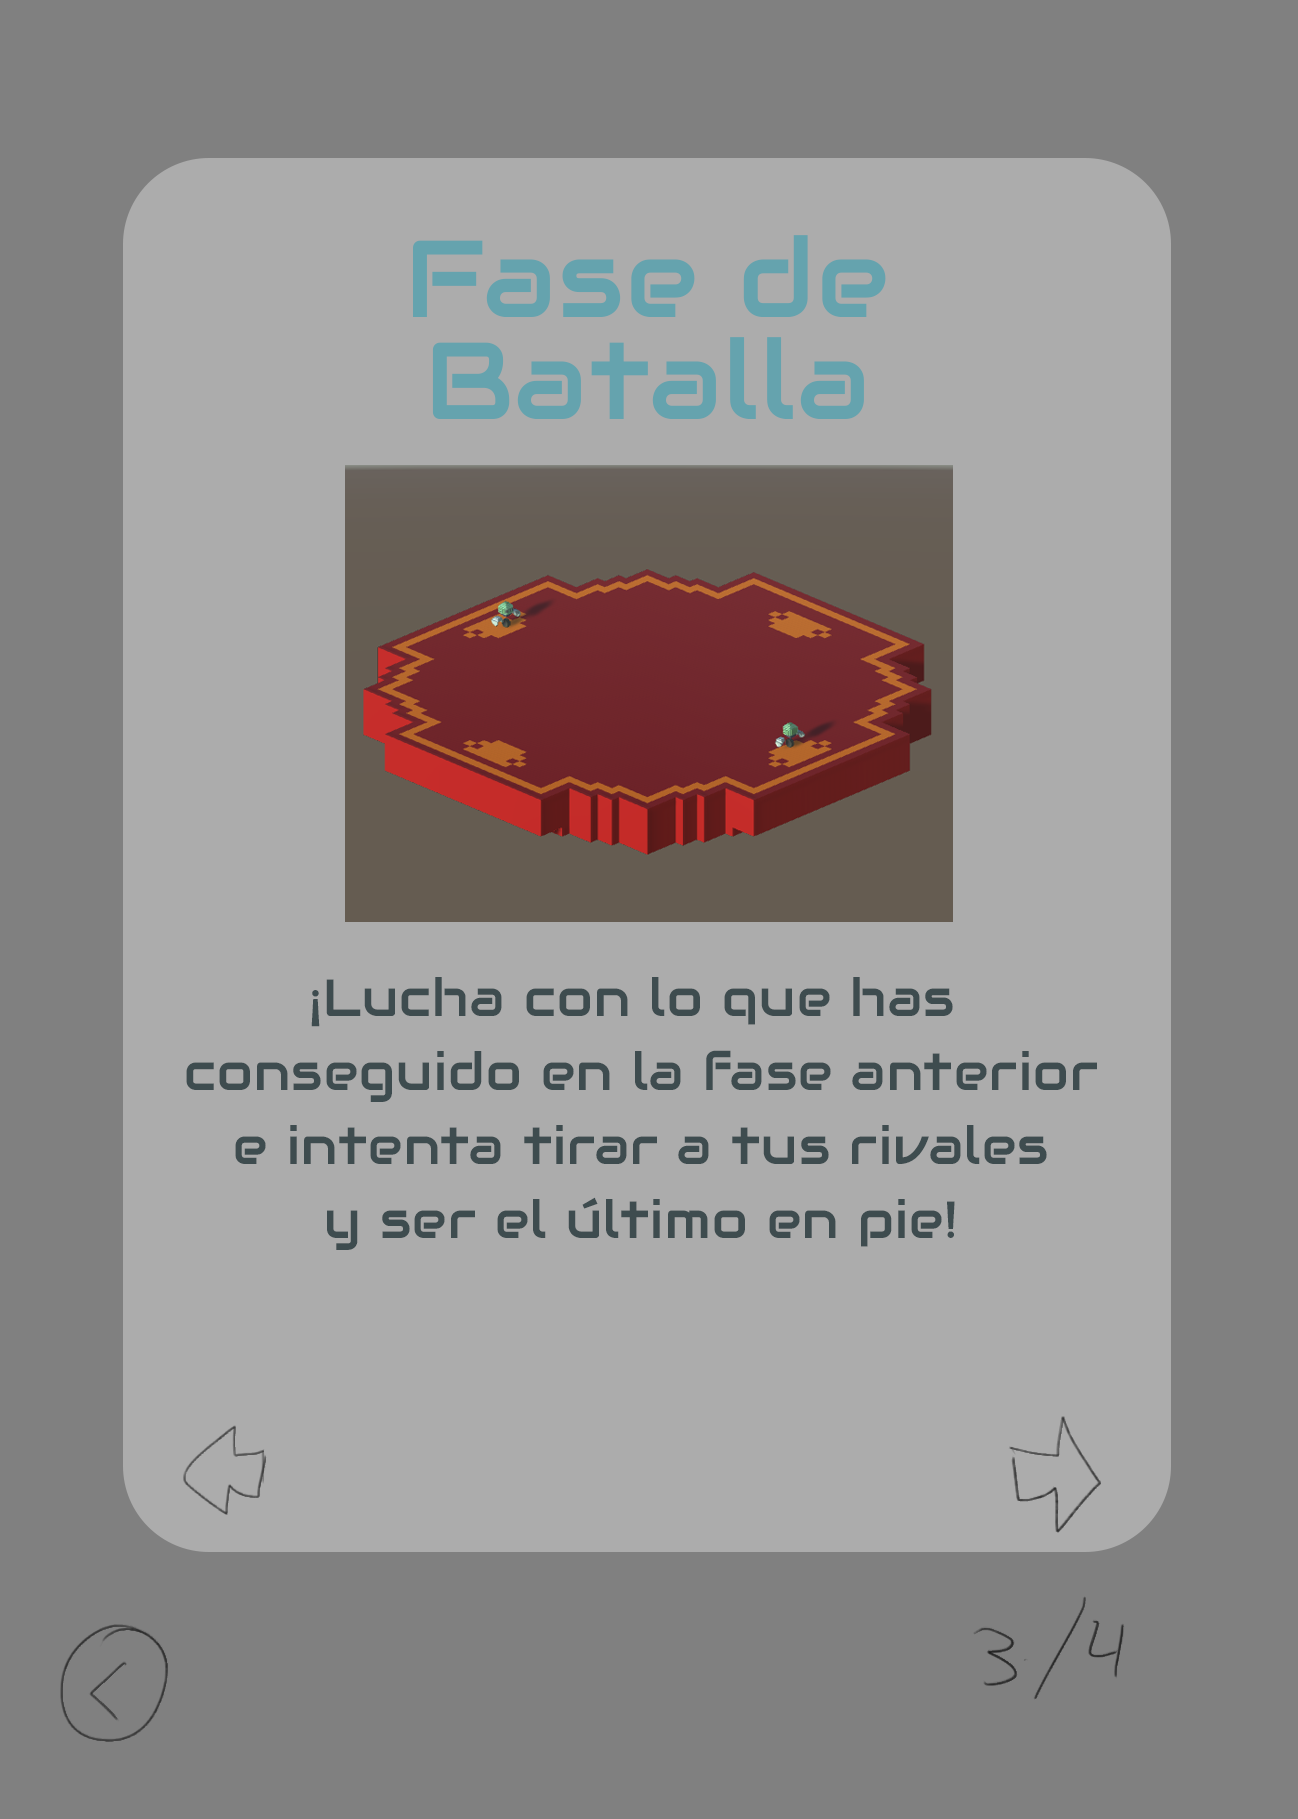 Fase de
Batalla
¡Lucha con lo que has
conseguido en la fase anterior
e intenta tirar a tus rivales
y ser el último en pie!
3/4